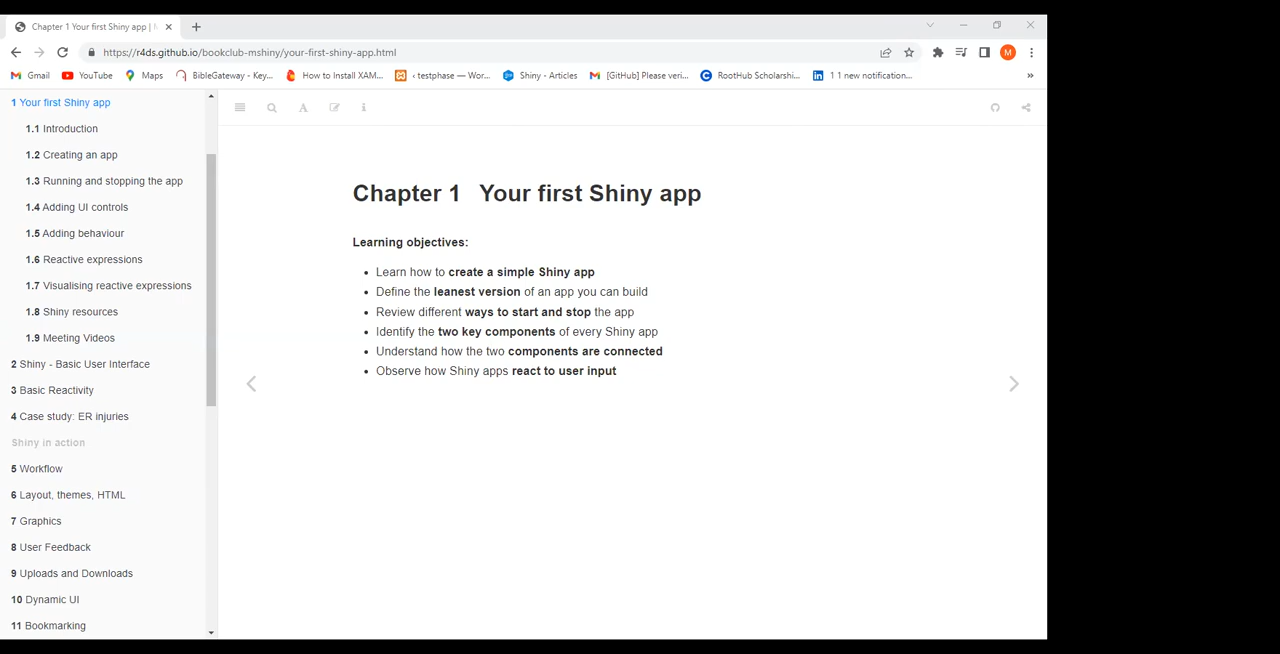 Chapter 1 Your first Shiny app |
https://r4ds.github.io/bookclub-mshiny/your-first-shiny-app.html
M
Gmail YouTube Maps BibleGateway - Key... How to Install XAM... ‹ testphase — Wor... Shiny - Articles [GitHub] Please veri... RootHub Scholarshi... 1 1 new notification... »
1 Your first Shiny app
1.1 Introduction
1.2 Creating an app
1.3 Running and stopping the app
1.4 Adding UI controls
1.5 Adding behaviour
1.6 Reactive expressions
1.7 Visualising reactive expressions
1.8 Shiny resources
1.9 Meeting Videos
2 Shiny - Basic User Interface
3 Basic Reactivity
4 Case study: ER injuries
Shiny in action
5 Workflow
6 Layout, themes, HTML
7 Graphics
8 User Feedback
9 Uploads and Downloads
10 Dynamic UI
11 Bookmarking
Chapter 1 Your first Shiny app
Learning objectives:
• Learn how to create a simple Shiny app
• Define the leanest version of an app you can build
• Review different ways to start and stop the app
• Identify the two key components of every Shiny app
• Understand how the two components are connected
• Observe how Shiny apps react to user input